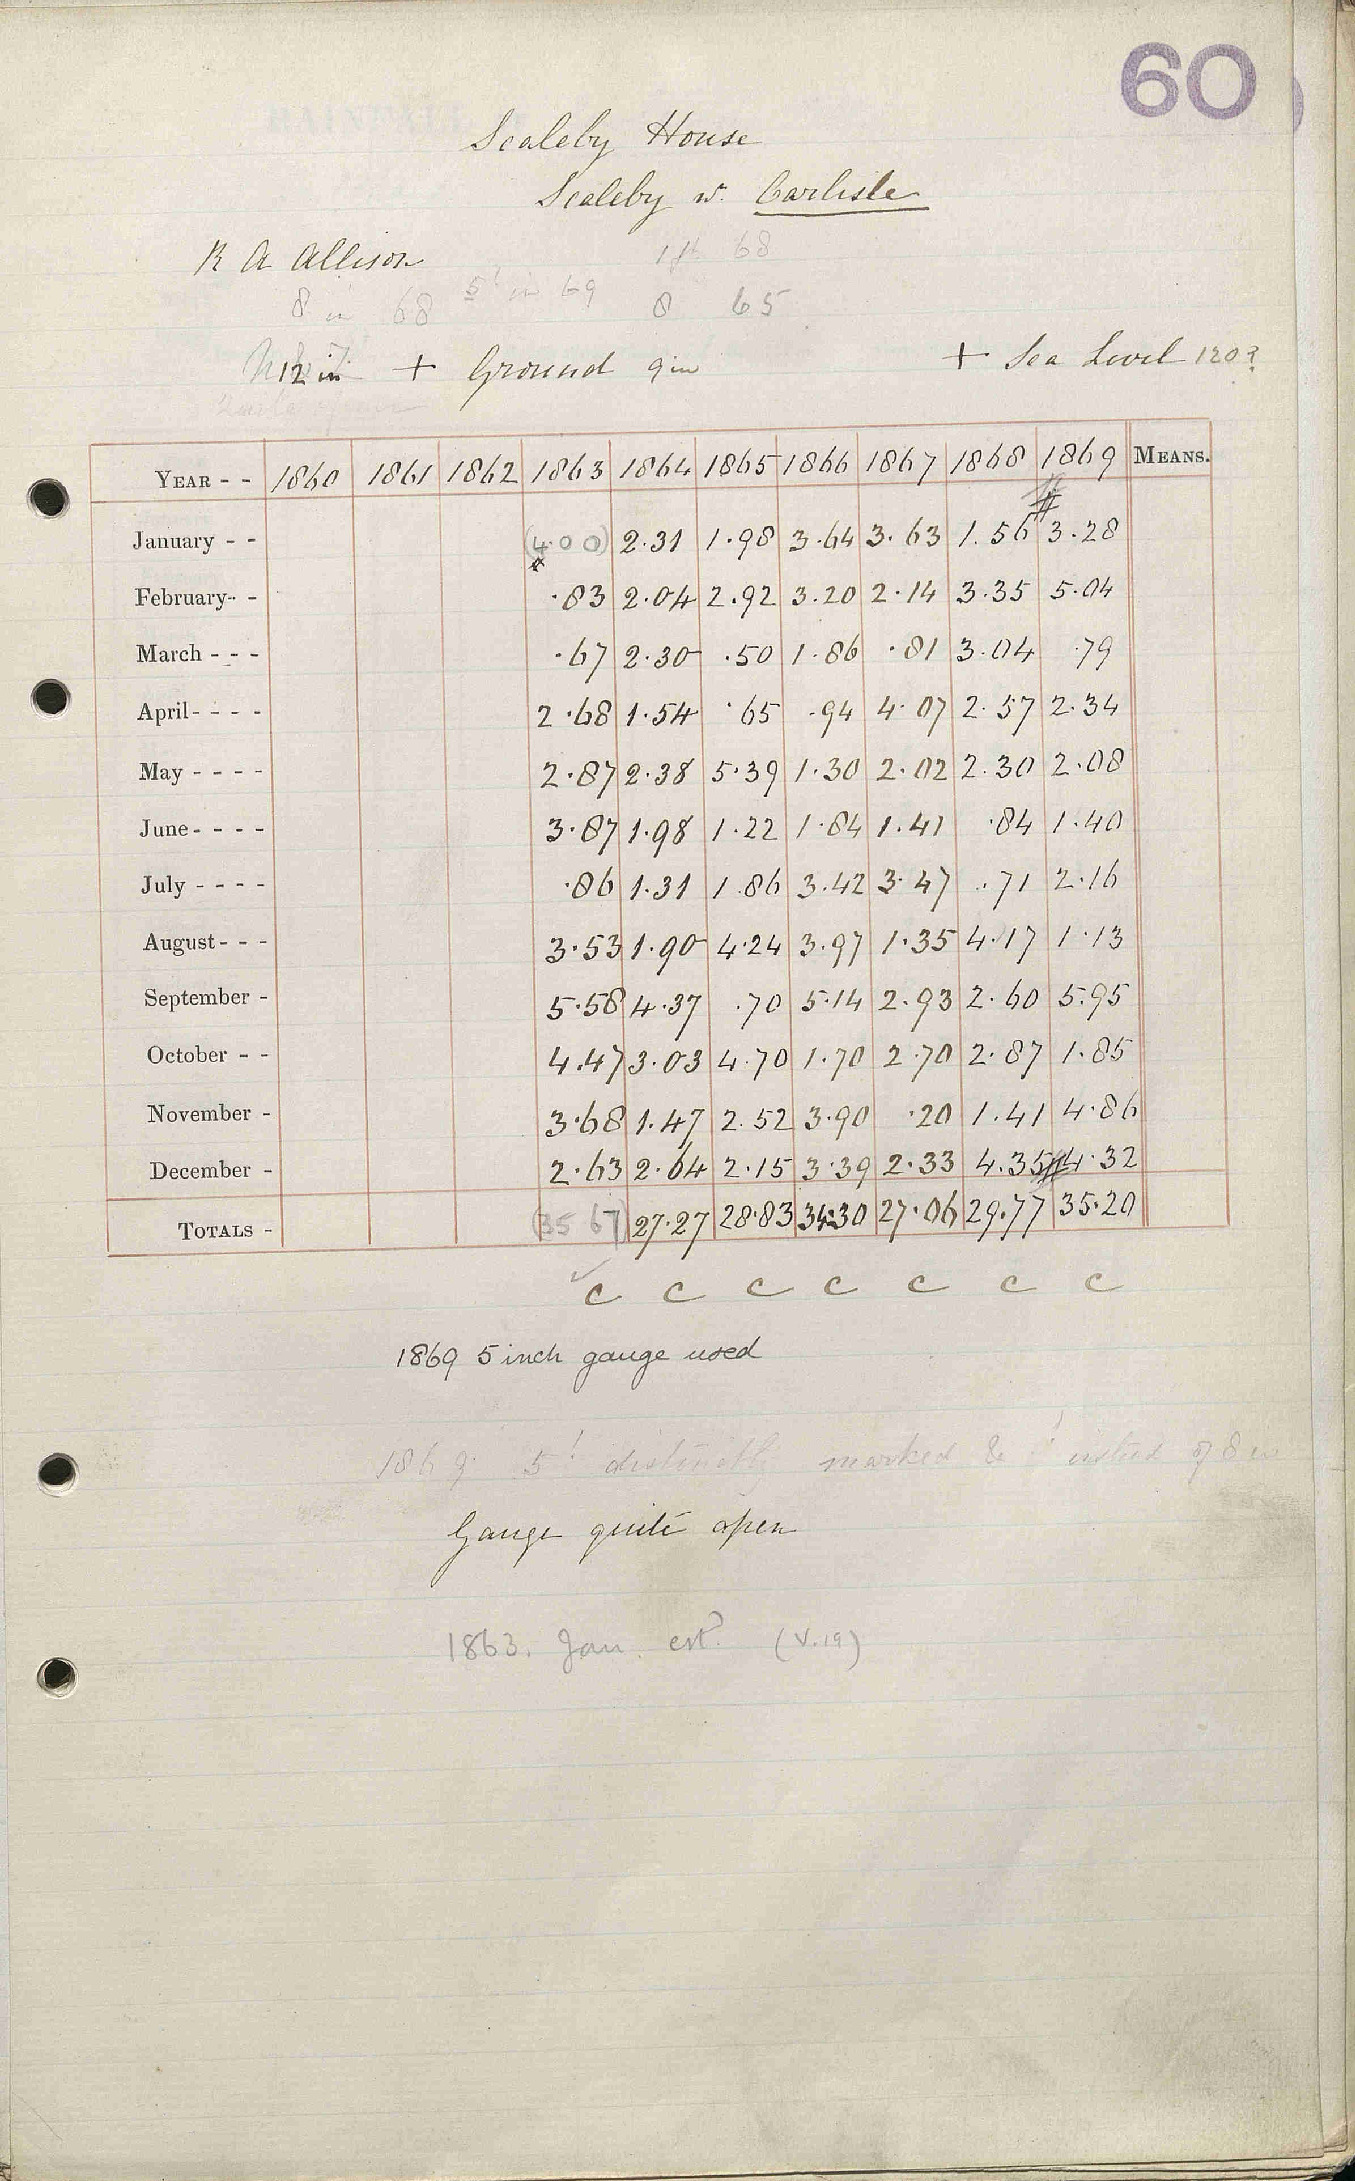 60
Scaleby House
Scaleby nr. Carlisle
R A Allison 1 ft 68
8 in 68 5' in 69 8 65
12 in + Ground 9 in + Sea Level 120?
YEAR - - 1860 1861 1862 1863 1864 1865 1866 1867 1868 1869 MEANS.
January - - (4.00) 2.31 1.98 3.64 3.63 1.56 3.28
February - - .83 2.04 2.92 3.20 2.14 3.35 5.04
March - - - .67 2.30 .50 1.86 .81 3.04 .79
April - - - - 2.68 1.54 .65 .94 4.07 2.57 2.34
May - - - - 2.87 2.38 5.39 1.30 2.02 2.30 2.08
June - - - - 3.87 1.98 1.22 1.84 1.41 .84 1.40
July - - - - .86 1.31 1.86 3.42 3.47 .71 2.16
August - - - 3.53 1.90 4.24 3.97 1.35 4.17 1.13
September - 5.58 4.37 .70 5.14 2.93 2.60 5.95
October - - 4.47 3.03 4.70 1.70 2.70 2.87 1.85
November - 3.68 1.47 2.52 3.90 .20 1.41 4.86
December - 2.63 2.64 2.15 3.39 2.33 4.35 4.32
TOTALS - (35 67) 27.27 28.83 34.30 27.06 29.77 35.20
c c c c c c c
1869 5 inch gauge used
1869 5' distinctly marked & instead of 8 in
Gauge quite open
1863. Jan. est. (V.19)